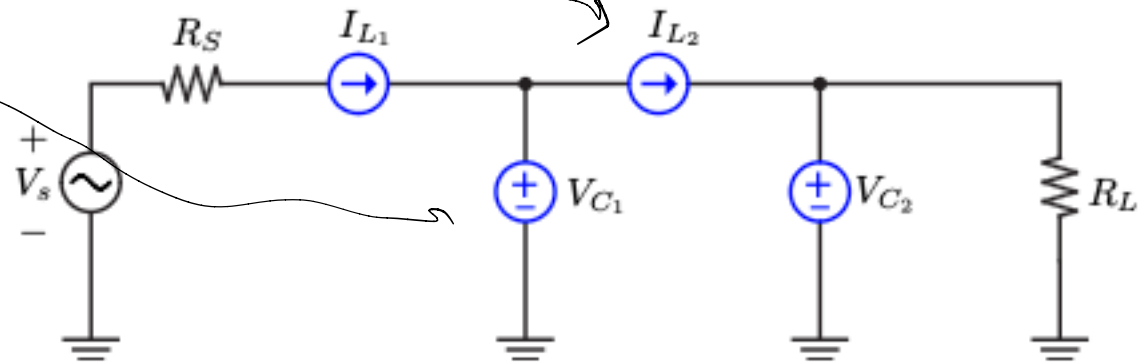 R_S I_{L_1} I_{L_2}
+
V_s
−
+
− V_{C_1}
+
− V_{C_2}
R_L